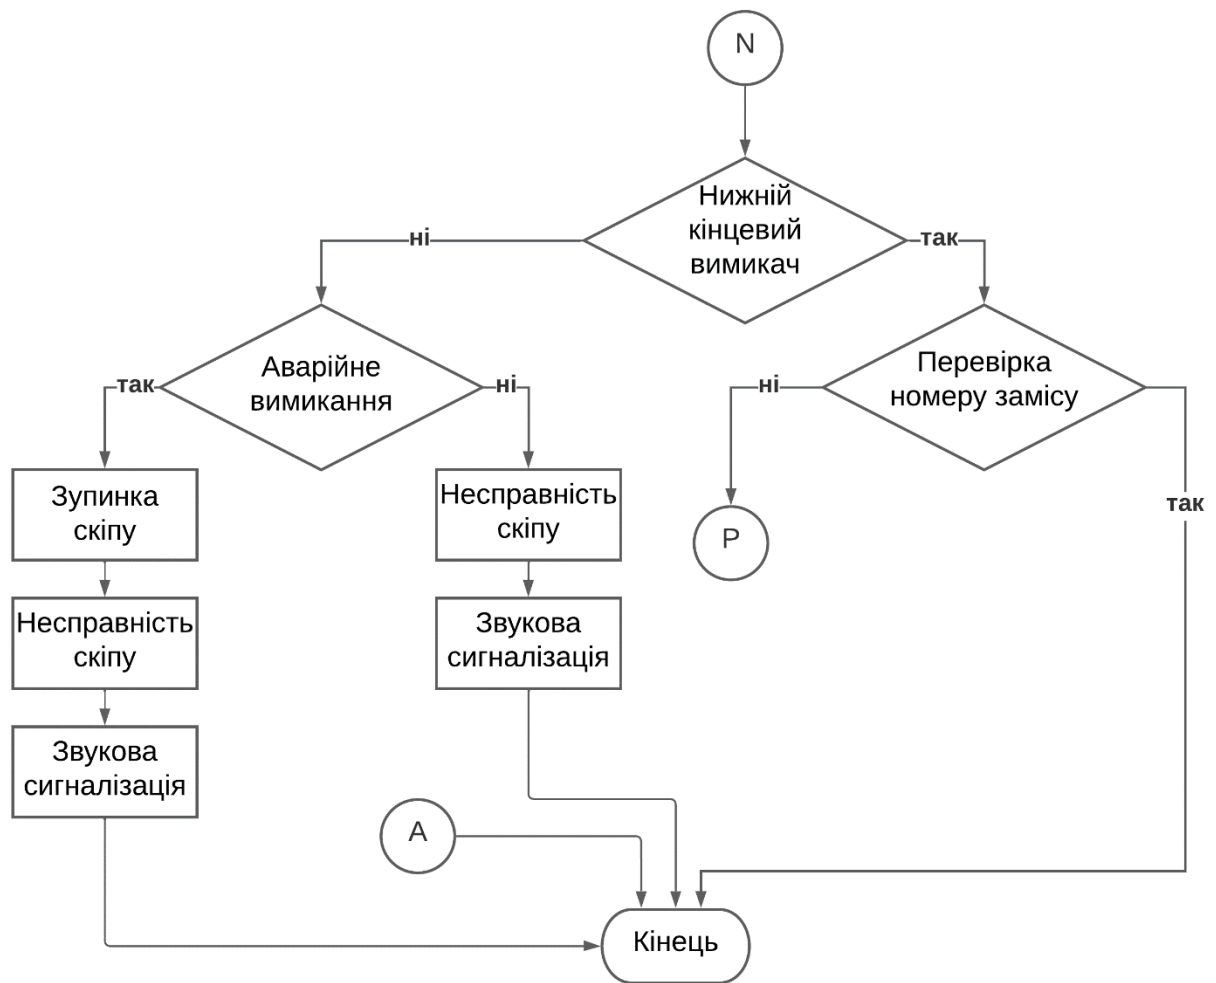 N
Нижній
кінцевий
вимикач
ні
так
Аварійне
вимикання
Перевірка
номеру замісу
так
ні
ні
так
Зупинка
скіпу
Несправність
скіпу
P
Несправність
скіпу
Звукова
сигналізація
Звукова
сигналізація
A
Кінець